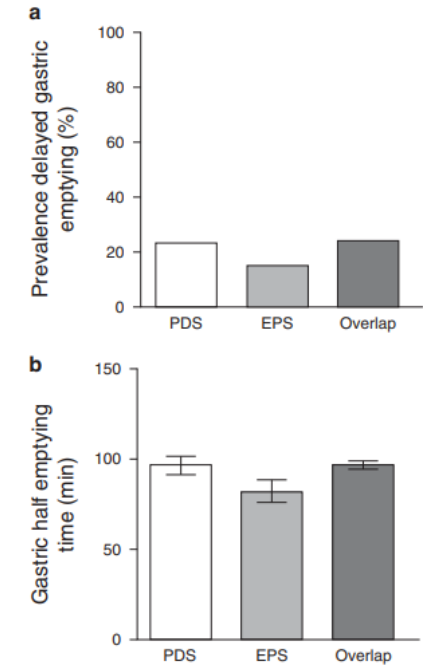 a
Prevalence delayed gastric
emptying (%)
100
80
60
40
20
0
PDS EPS Overlap
b
Gastric half emptying
time (min)
150
100
50
0
PDS EPS Overlap